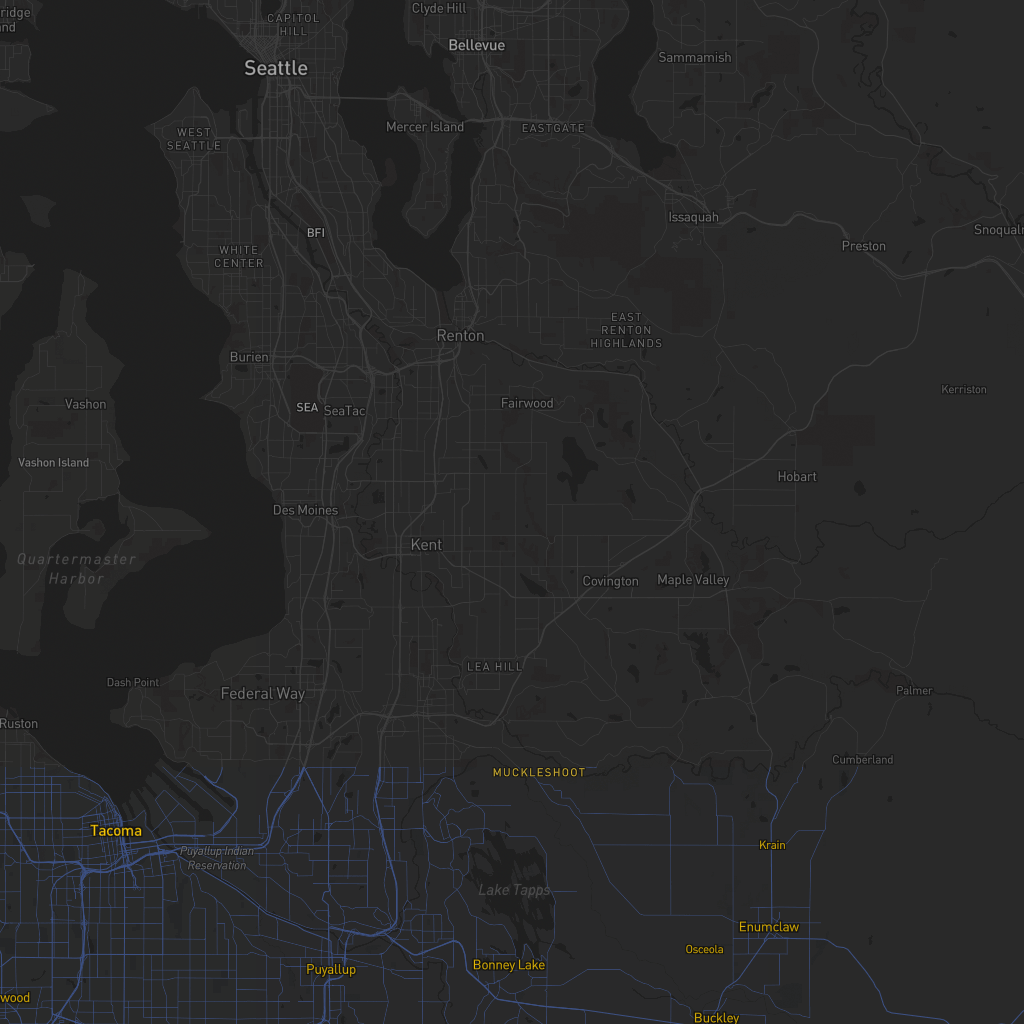 ridge
nd
CAPITOL
HILL
Clyde Hill
Bellevue
Seattle
Sammamish
WEST
SEATTLE
Mercer Island
EASTGATE
Issaquah
BFI
Snoqualm
WHITE
CENTER
Preston
EAST
RENTON
HIGHLANDS
Renton
Burien
Kerriston
Vashon
SEA
SeaTac
Fairwood
Vashon Island
Hobart
Des Moines
Kent
Quartermaster
Harbor
Covington
Maple Valley
LEA HILL
Dash Point
Federal Way
Palmer
Ruston
Cumberland
MUCKLESHOOT
Tacoma
Krain
Puyallup Indian
Reservation
Lake Tapps
Enumclaw
Osceola
Bonney Lake
Puyallup
wood
Buckley